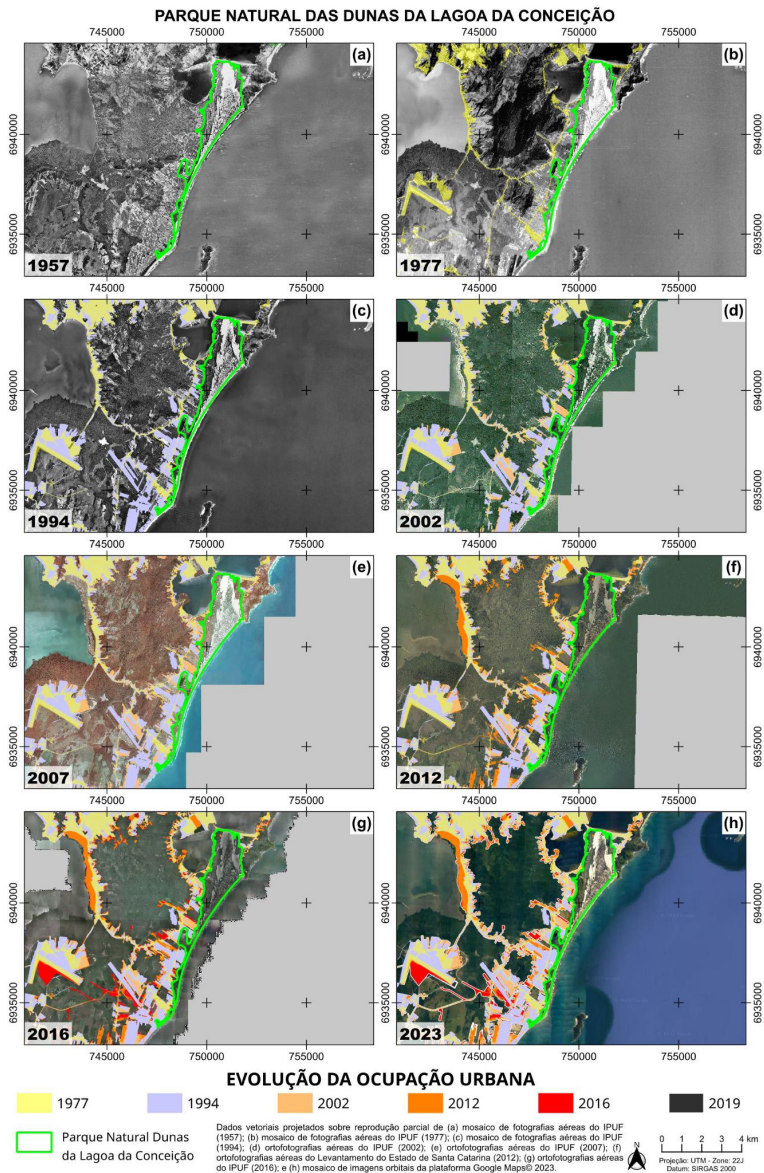 PARQUE NATURAL DAS DUNAS DA LAGOA DA CONCEIÇÃO
745000 750000 755000 745000 750000 755000
(a) (b)
6940000 6940000
6935000 6935000
1957 1977
745000 750000 755000 745000 750000 755000
(c) (d)
6940000 6940000
6935000 6935000
1994 2002
745000 750000 755000 745000 750000 755000
(e) (f)
6940000 6940000
6935000 6935000
2007 2012
745000 750000 755000 745000 750000 755000
(g) (h)
6940000 6940000
6935000 6935000
2016 2023
745000 750000 755000 745000 750000 755000
EVOLUÇÃO DA OCUPAÇÃO URBANA
1977 1994 2002 2012 2016 2019
Parque Natural Dunas
da Lagoa da Conceição
Dados vetoriais projetados sobre reprodução parcial de (a) mosaico de fotografias aéreas do IPUF
(1957); (b) mosaico de fotografias aéreas do IPUF (1977); (c) mosaico de fotografias aéreas do IPUF
(1994); (d) ortofotografias aéreas do IPUF (2002); (e) ortofotografias aéreas do IPUF (2007); (f)
ortofotografias aéreas do Levantamento do Estado de Santa Catarina (2012); (g) ortofotografias aéreas
do IPUF (2016); e (h) mosaico de imagens orbitais da plataforma Google Maps© 2023.
0 1 2 3 4 km
Projeção: UTM - Zone: 22J
Datum: SIRGAS 2000